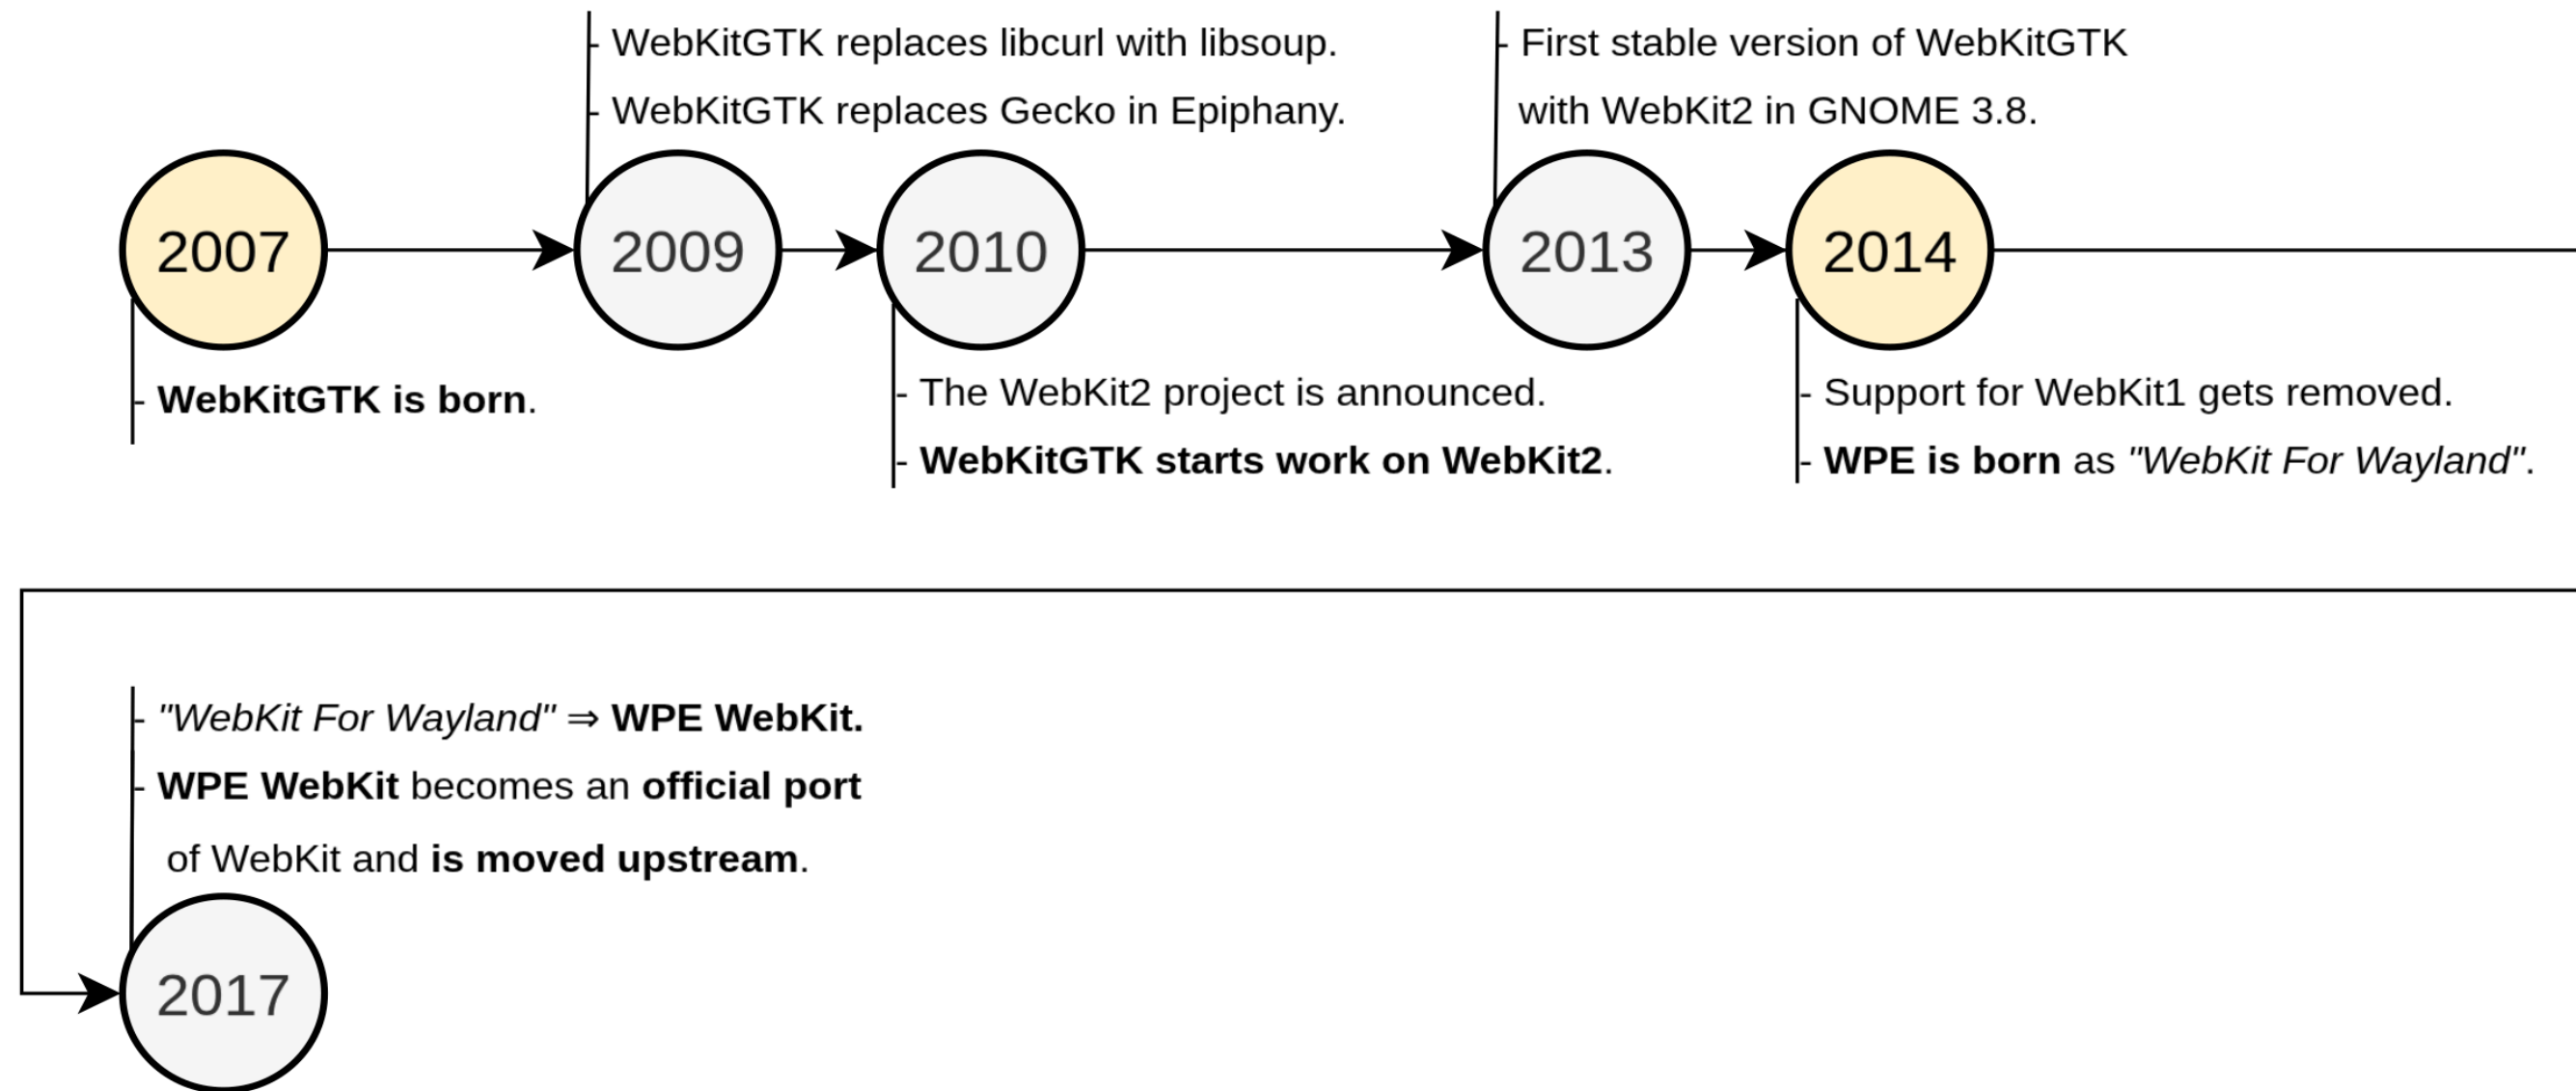 - WebKitGTK replaces libcurl with libsoup.
- WebKitGTK replaces Gecko in Epiphany.
- First stable version of WebKitGTK
with WebKit2 in GNOME 3.8.
2007
2009
2010
2013
2014
- WebKitGTK is born.
- The WebKit2 project is announced.
- WebKitGTK starts work on WebKit2.
- Support for WebKit1 gets removed.
- WPE is born as "WebKit For Wayland".
- "WebKit For Wayland" ⇒ WPE WebKit.
- WPE WebKit becomes an official port
of WebKit and is moved upstream.
2017